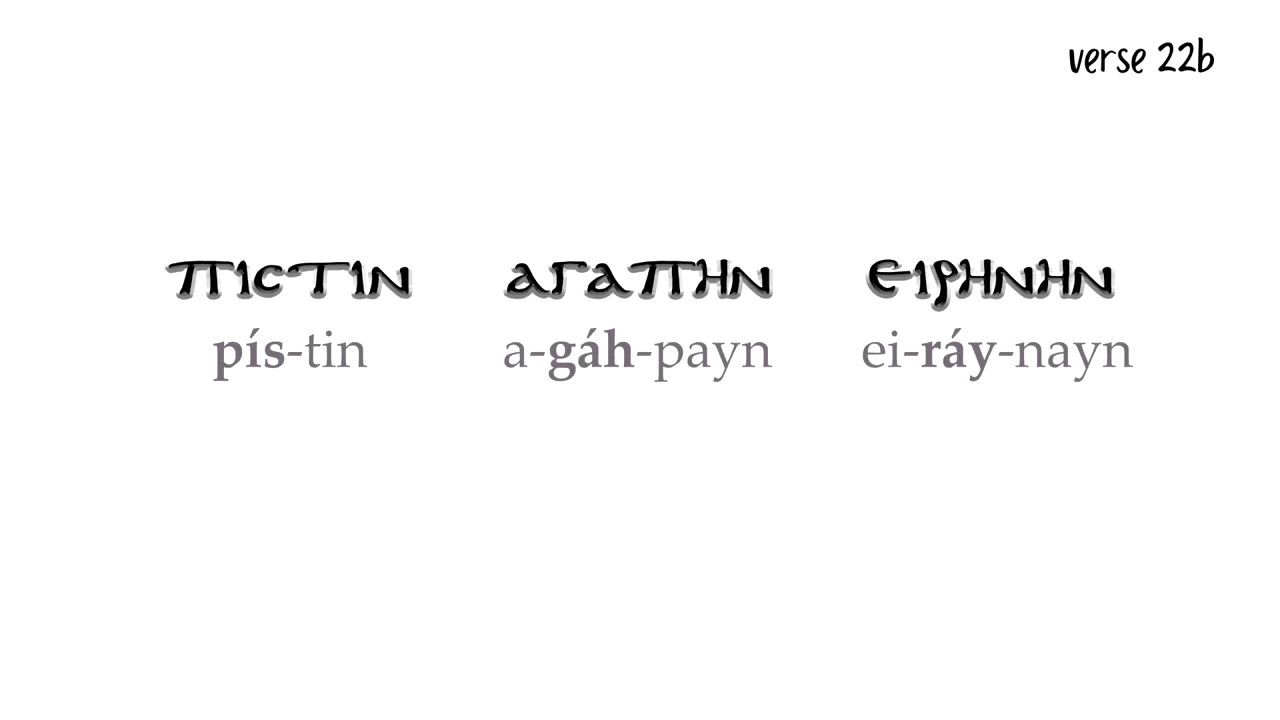 verse 22b
πιστιν αγαπην ειρηνην
pís-tin a-gáh-payn ei-ráy-nayn